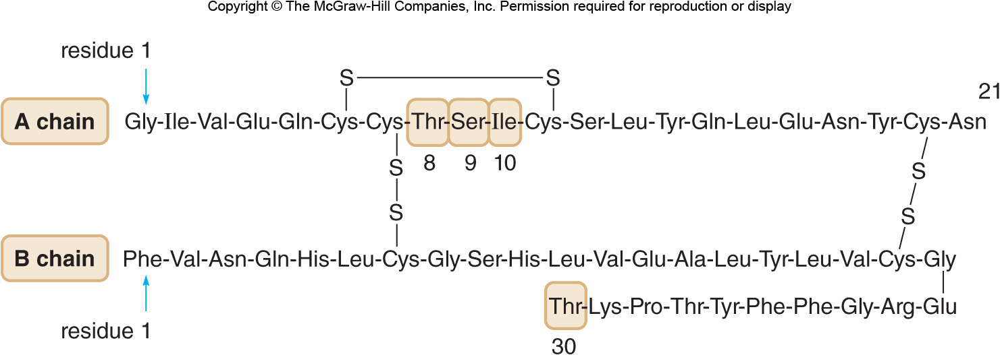 Copyright © The McGraw-Hill Companies, Inc. Permission required for reproduction or display
residue 1
S S
21
A chain Gly-Ile-Val-Glu-Gln-Cys-Cys-Thr-Ser-Ile-Cys-Ser-Leu-Tyr-Gln-Leu-Glu-Asn-Tyr-Cys-Asn
8 9 10
S S
S S
B chain Phe-Val-Asn-Gln-His-Leu-Cys-Gly-Ser-His-Leu-Val-Glu-Ala-Leu-Tyr-Leu-Val-Cys-Gly
Thr-Lys-Pro-Thr-Tyr-Phe-Phe-Gly-Arg-Glu
residue 1
30